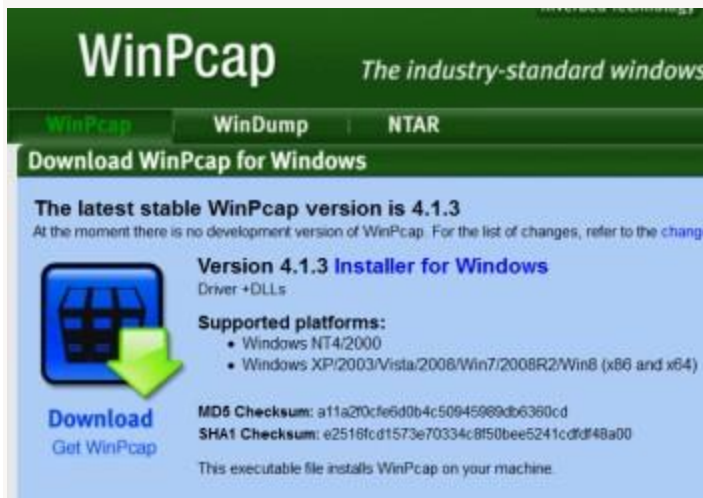 WinPcap
The industry-standard windows
WinPcap WinDump NTAR
Download WinPcap for Windows
The latest stable WinPcap version is 4.1.3
At the moment there is no development version of WinPcap. For the list of changes, refer to the chang
Version 4.1.3 Installer for Windows
Driver +DLLs
Supported platforms:
• Windows NT4/2000
• Windows XP/2003/Vista/2008/Win7/2008R2/Win8 (x86 and x64)
Download
Get WinPcap
MD5 Checksum: a11a2f0cfe6d0b4c50945989db6360cd
SHA1 Checksum: e2516fcd1573e70334c8f50bee5241cdfdf48a00
This executable file installs WinPcap on your machine.